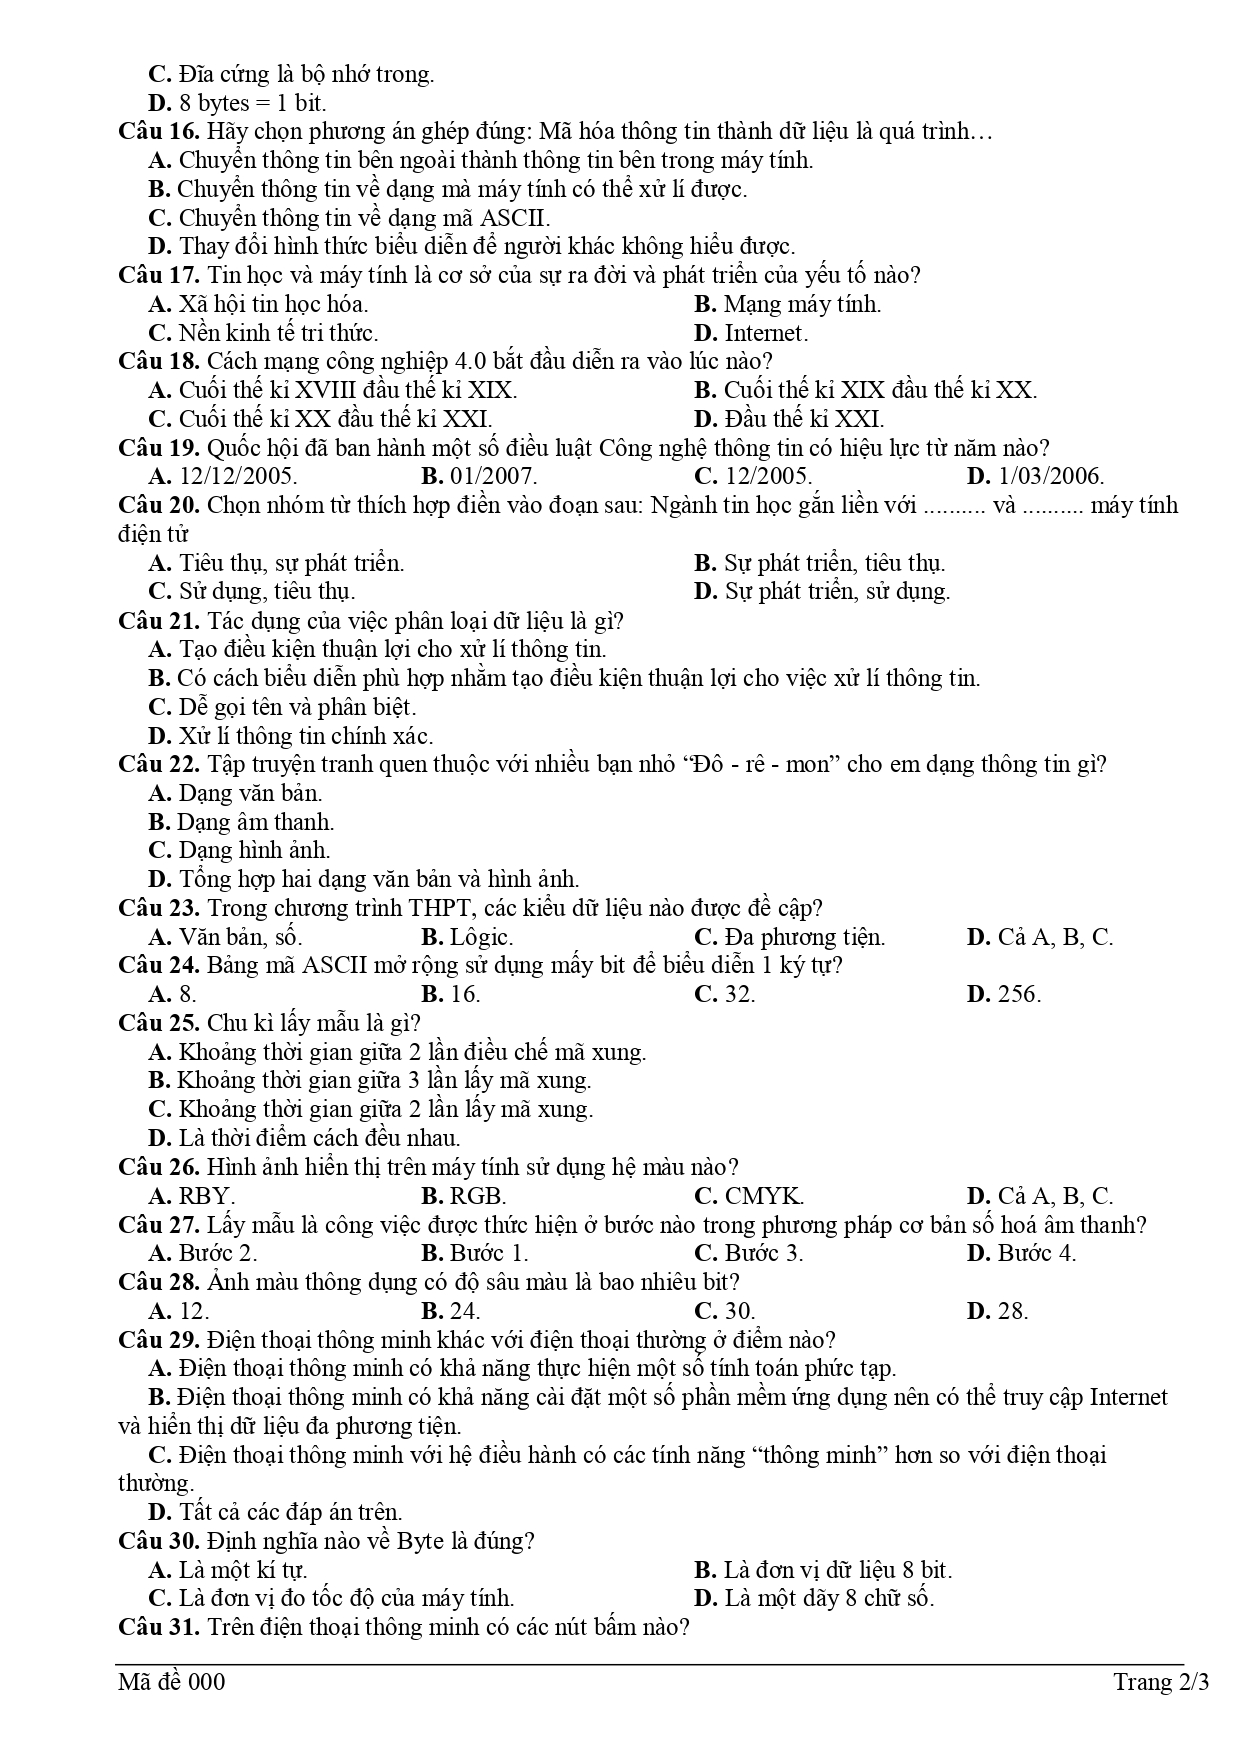 C. Đĩa cứng là bộ nhớ trong.
D. 8 bytes = 1 bit.
Câu 16. Hãy chọn phương án ghép đúng: Mã hóa thông tin thành dữ liệu là quá trình…
A. Chuyển thông tin bên ngoài thành thông tin bên trong máy tính.
B. Chuyển thông tin về dạng mà máy tính có thể xử lí được.
C. Chuyển thông tin về dạng mã ASCII.
D. Thay đổi hình thức biểu diễn để người khác không hiểu được.
Câu 17. Tin học và máy tính là cơ sở của sự ra đời và phát triển của yếu tố nào?
A. Xã hội tin học hóa. B. Mạng máy tính.
C. Nền kinh tế tri thức. D. Internet.
Câu 18. Cách mạng công nghiệp 4.0 bắt đầu diễn ra vào lúc nào?
A. Cuối thế kỉ XVIII đầu thế kỉ XIX. B. Cuối thế kỉ XIX đầu thế kỉ XX.
C. Cuối thế kỉ XX đầu thế kỉ XXI. D. Đầu thế kỉ XXI.
Câu 19. Quốc hội đã ban hành một số điều luật Công nghệ thông tin có hiệu lực từ năm nào?
A. 12/12/2005. B. 01/2007. C. 12/2005. D. 1/03/2006.
Câu 20. Chọn nhóm từ thích hợp điền vào đoạn sau: Ngành tin học gắn liền với .......... và .......... máy tính
điện tử
A. Tiêu thụ, sự phát triển. B. Sự phát triển, tiêu thụ.
C. Sử dụng, tiêu thụ. D. Sự phát triển, sử dụng.
Câu 21. Tác dụng của việc phân loại dữ liệu là gì?
A. Tạo điều kiện thuận lợi cho xử lí thông tin.
B. Có cách biểu diễn phù hợp nhằm tạo điều kiện thuận lợi cho việc xử lí thông tin.
C. Dễ gọi tên và phân biệt.
D. Xử lí thông tin chính xác.
Câu 22. Tập truyện tranh quen thuộc với nhiều bạn nhỏ “Đô - rê - mon” cho em dạng thông tin gì?
A. Dạng văn bản.
B. Dạng âm thanh.
C. Dạng hình ảnh.
D. Tổng hợp hai dạng văn bản và hình ảnh.
Câu 23. Trong chương trình THPT, các kiểu dữ liệu nào được đề cập?
A. Văn bản, số. B. Lôgic. C. Đa phương tiện. D. Cả A, B, C.
Câu 24. Bảng mã ASCII mở rộng sử dụng mấy bit để biểu diễn 1 ký tự?
A. 8. B. 16. C. 32. D. 256.
Câu 25. Chu kì lấy mẫu là gì?
A. Khoảng thời gian giữa 2 lần điều chế mã xung.
B. Khoảng thời gian giữa 3 lần lấy mã xung.
C. Khoảng thời gian giữa 2 lần lấy mã xung.
D. Là thời điểm cách đều nhau.
Câu 26. Hình ảnh hiển thị trên máy tính sử dụng hệ màu nào?
A. RBY. B. RGB. C. CMYK. D. Cả A, B, C.
Câu 27. Lấy mẫu là công việc được thực hiện ở bước nào trong phương pháp cơ bản số hoá âm thanh?
A. Bước 2. B. Bước 1. C. Bước 3. D. Bước 4.
Câu 28. Ảnh màu thông dụng có độ sâu màu là bao nhiêu bit?
A. 12. B. 24. C. 30. D. 28.
Câu 29. Điện thoại thông minh khác với điện thoại thường ở điểm nào?
A. Điện thoại thông minh có khả năng thực hiện một số tính toán phức tạp.
B. Điện thoại thông minh có khả năng cài đặt một số phần mềm ứng dụng nên có thể truy cập Internet
và hiển thị dữ liệu đa phương tiện.
C. Điện thoại thông minh với hệ điều hành có các tính năng “thông minh” hơn so với điện thoại
thường.
D. Tất cả các đáp án trên.
Câu 30. Định nghĩa nào về Byte là đúng?
A. Là một kí tự. B. Là đơn vị dữ liệu 8 bit.
C. Là đơn vị đo tốc độ của máy tính. D. Là một dãy 8 chữ số.
Câu 31. Trên điện thoại thông minh có các nút bấm nào?
Mã đề 000 Trang 2/3